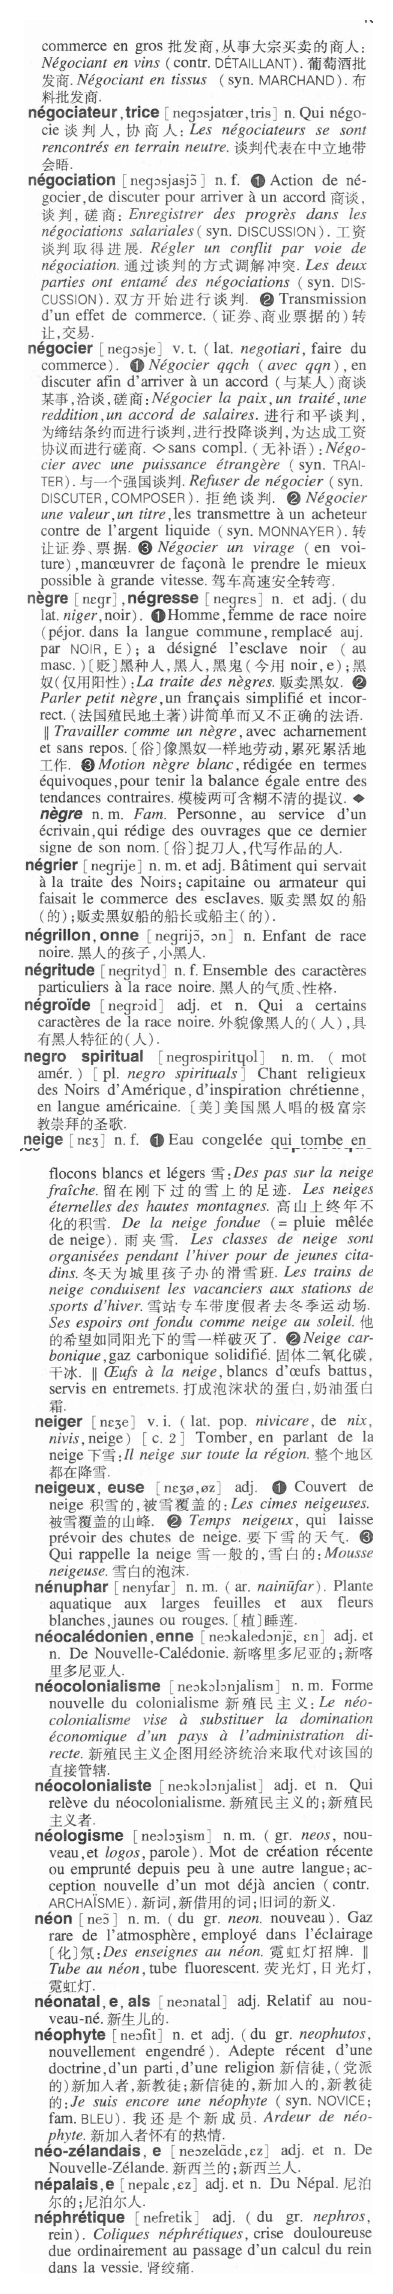 commerce en gros 批发商,从事大宗买卖的商人:
Négociant en vins (contr. DÉTAILLANT). 葡萄酒批
发商. Négociant en tissus (syn. MARCHAND). 布
料批发商.
négociateur, trice [negɔsjatœr, tris] n. Qui négo-
cie 谈判人, 协商人: Les négociateurs se sont
rencontrés en terrain neutre. 谈判代表在中立地带
会晤.
négociation [negɔsjasjɔ̃] n. f. ❶ Action de né-
gocier, de discuter pour arriver à un accord 商谈,
谈判, 磋商: Enregistrer des progrès dans les
négociations salariales (syn. DISCUSSION). 工资
谈判取得进展. Régler un conflit par voie de
négociation. 通过谈判的方式调解冲突. Les deux
parties ont entamé des négociations (syn. DIS-
CUSSION). 双方开始进行谈判. ❷ Transmission
d'un effet de commerce. (证券、商业票据的)转
让,交易.
négocier [negɔsje] v. t. (lat. negotiari, faire du
commerce). ❶ Négocier qqch (avec qqn), en
discuter afin d'arriver à un accord (与某人)商谈
某事,洽谈,磋商: Négocier la paix, un traité, une
reddition, un accord de salaires. 进行和平谈判,
为缔结条约而进行谈判,进行投降谈判,为达成工资
协议而进行磋商. ◇ sans compl. (无补语): Négo-
cier avec une puissance étrangère (syn. TRAI-
TER). 与一个强国谈判. Refuser de négocier (syn.
DISCUTER, COMPOSER). 拒绝谈判. ❷ Négocier
une valeur, un titre, les transmettre à un acheteur
contre de l'argent liquide (syn. MONNAYER). 转
让证券、票据. ❸ Négocier un virage (en voi-
ture), manœuvrer de façonà le prendre le mieux
possible à grande vitesse. 驾车高速安全转弯.
nègre [nɛgr], négresse [negrɛs] n. et adj. (du
lat. niger, noir). ❶ Homme, femme de race noire
(péjor. dans la langue commune, remplacé auj.
par NOIR, E); a désigné l'esclave noir (au
masc.) [贬]黑种人,黑人,黑鬼(今用 noir, e);黑
奴(仅用阳性): La traite des nègres. 贩卖黑奴. ❷
Parler petit nègre, un français simplifié et incor-
rect. (法国殖民地土著)讲简单而又不正确的法语.
‖ Travailler comme un nègre, avec acharnement
et sans repos. [俗]像黑奴一样地劳动,累死累活地
工作. ❸ Motion nègre blanc, rédigée en termes
équivoques, pour tenir la balance égale entre des
tendances contraires. 模棱两可含糊不清的提议. ◆
nègre n. m. Fam. Personne, au service d'un
écrivain, qui rédige des ouvrages que ce dernier
signe de son nom. [俗]捉刀人,代写作品的人.
négrier [negrije] n. m. et adj. Bâtiment qui servait
à la traite des Noirs; capitaine ou armateur qui
faisait le commerce des esclaves. 贩卖黑奴的船
(的);贩卖黑奴船的船长或船主(的).
négrillon, onne [negrijɔ̃, ɔn] n. Enfant de race
noire. 黑人的孩子,小黑人.
négritude [negrityd] n. f. Ensemble des caractères
particuliers à la race noire. 黑人的气质、性格.
négroïde [negrɔid] adj. et n. Qui a certains
caractères de la race noire. 外貌像黑人的(人),具
有黑人特征的(人).
negro spiritual [negrospiritɥol] n. m. (mot
amér.) [pl. negro spirituals] Chant religieux
des Noirs d'Amérique, d'inspiration chrétienne,
en langue américaine. [美]美国黑人唱的极富宗
教崇拜的圣歌.
neige [nɛʒ] n. f. ❶ Eau congelée qui tombe en
flocons blancs et légers 雪: Des pas sur la neige
fraîche. 留在刚下过的雪上的足迹. Les neiges
éternelles des hautes montagnes. 高山上终年不
化的积雪. De la neige fondue (= pluie mêlée
de neige). 雨夹雪. Les classes de neige sont
organisées pendant l'hiver pour de jeunes cita-
dins. 冬天为城里孩子办的滑雪班. Les trains de
neige conduisent les vacanciers aux stations de
sports d'hiver. 雪站专车带度假者去冬季运动场.
Ses espoirs ont fondu comme neige au soleil. 他
的希望如同阳光下的雪一样破灭了. ❷ Neige car-
bonique, gaz carbonique solidifié. 固体二氧化碳,
干冰. ‖ Œufs à la neige, blancs d'œufs battus,
servis en entremets. 打成泡沫状的蛋白,奶油蛋白
霜.
neiger [nɛʒe] v. i. (lat. pop. nivicare, de nix,
nivis, neige) [c. 2] Tomber, en parlant de la
neige 下雪: Il neige sur toute la région. 整个地区
都在降雪.
neigeux, euse [nɛʒø, øz] adj. ❶ Couvert de
neige 积雪的,被雪覆盖的: Les cimes neigeuses.
被雪覆盖的山峰. ❷ Temps neigeux, qui laisse
prévoir des chutes de neige. 要下雪的天气. ❸
Qui rappelle la neige 雪一般的,雪白的: Mousse
neigeuse. 雪白的泡沫.
nénuphar [nenyfar] n. m. (ar. nainūfar). Plante
aquatique aux larges feuilles et aux fleurs
blanches, jaunes ou rouges. [植]睡莲.
néocalédonien, enne [neɔkaledɔnjɛ̃, ɛn] adj. et
n. De Nouvelle-Calédonie. 新喀里多尼亚的;新喀
里多尼亚人.
néocolonialisme [neɔkɔlɔnjalism] n. m. Forme
nouvelle du colonialisme 新殖民主义: Le néo-
colonialisme vise à substituer la domination
économique d'un pays à l'administration di-
recte. 新殖民主义企图用经济统治来取代对该国的
直接管辖.
néocolonialiste [neɔkɔlɔnjalist] adj. et n. Qui
relève du néocolonialisme. 新殖民主义的;新殖民
主义者.
néologisme [neɔlɔʒism] n. m. (gr. neos, nou-
veau, et logos, parole). Mot de création récente
ou emprunté depuis peu à une autre langue; ac-
ception nouvelle d'un mot déjà ancien (contr.
ARCHAÏSME). 新词,新借用的词;旧词的新义.
néon [neɔ̃] n. m. (du gr. neon. nouveau). Gaz
rare de l'atmosphère, employé dans l'éclairage
[化]氖: Des enseignes au néon. 霓虹灯招牌. ‖
Tube au néon, tube fluorescent. 荧光灯,日光灯,
霓虹灯.
néonatal, e, als [neɔnatal] adj. Relatif au nou-
veau-né. 新生儿的.
néophyte [neɔfit] n. et adj. (du gr. neophutos,
nouvellement engendré). Adepte récent d'une
doctrine, d'un parti, d'une religion 新信徒,(党派
的)新加入者,新教徒;新信徒的,新加入的,新教徒
的: Je suis encore une néophyte (syn. NOVICE;
fam. BLEU). 我还是个新成员. Ardeur de néo-
phyte. 新加入者怀有的热情.
néo-zélandais, e [neɔzelɑ̃dɛ, ɛz] adj. et n. De
Nouvelle-Zélande. 新西兰的;新西兰人.
népalais, e [nepalɛ, ɛz] adj. et n. Du Népal. 尼泊
尔的;尼泊尔人.
néphrétique [nefretik] adj. (du gr. nephros,
rein). Coliques néphrétiques, crise douloureuse
due ordinairement au passage d'un calcul du rein
dans la vessie. 肾绞痛.